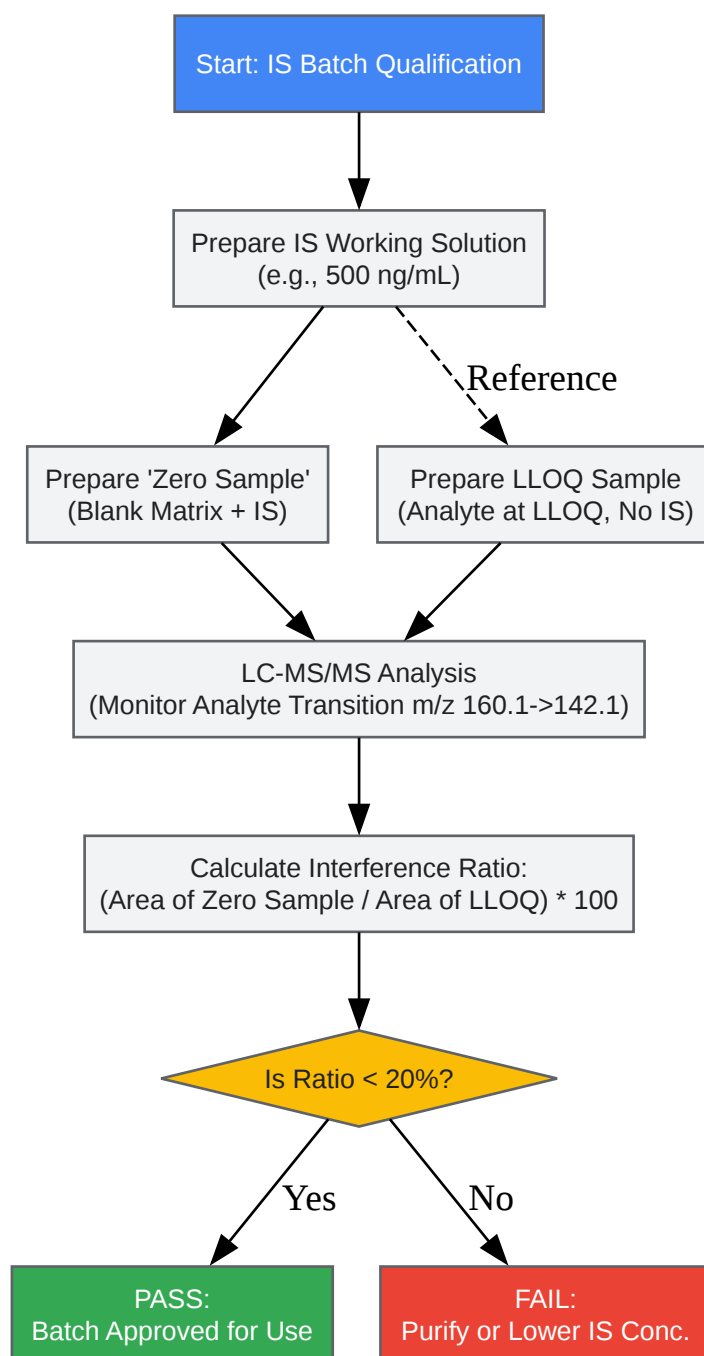 Start: IS Batch Qualification
Prepare IS Working Solution
(e.g., 500 ng/mL)
Reference
Prepare 'Zero Sample'
(Blank Matrix + IS)
Prepare LLOQ Sample
(Analyte at LLOQ, No IS)
LC-MS/MS Analysis
(Monitor Analyte Transition m/z 160.1->142.1)
Calculate Interference Ratio:
(Area of Zero Sample / Area of LLOQ) * 100
Is Ratio < 20%?
Yes
No
PASS:
Batch Approved for Use
FAIL:
Purify or Lower IS Conc.